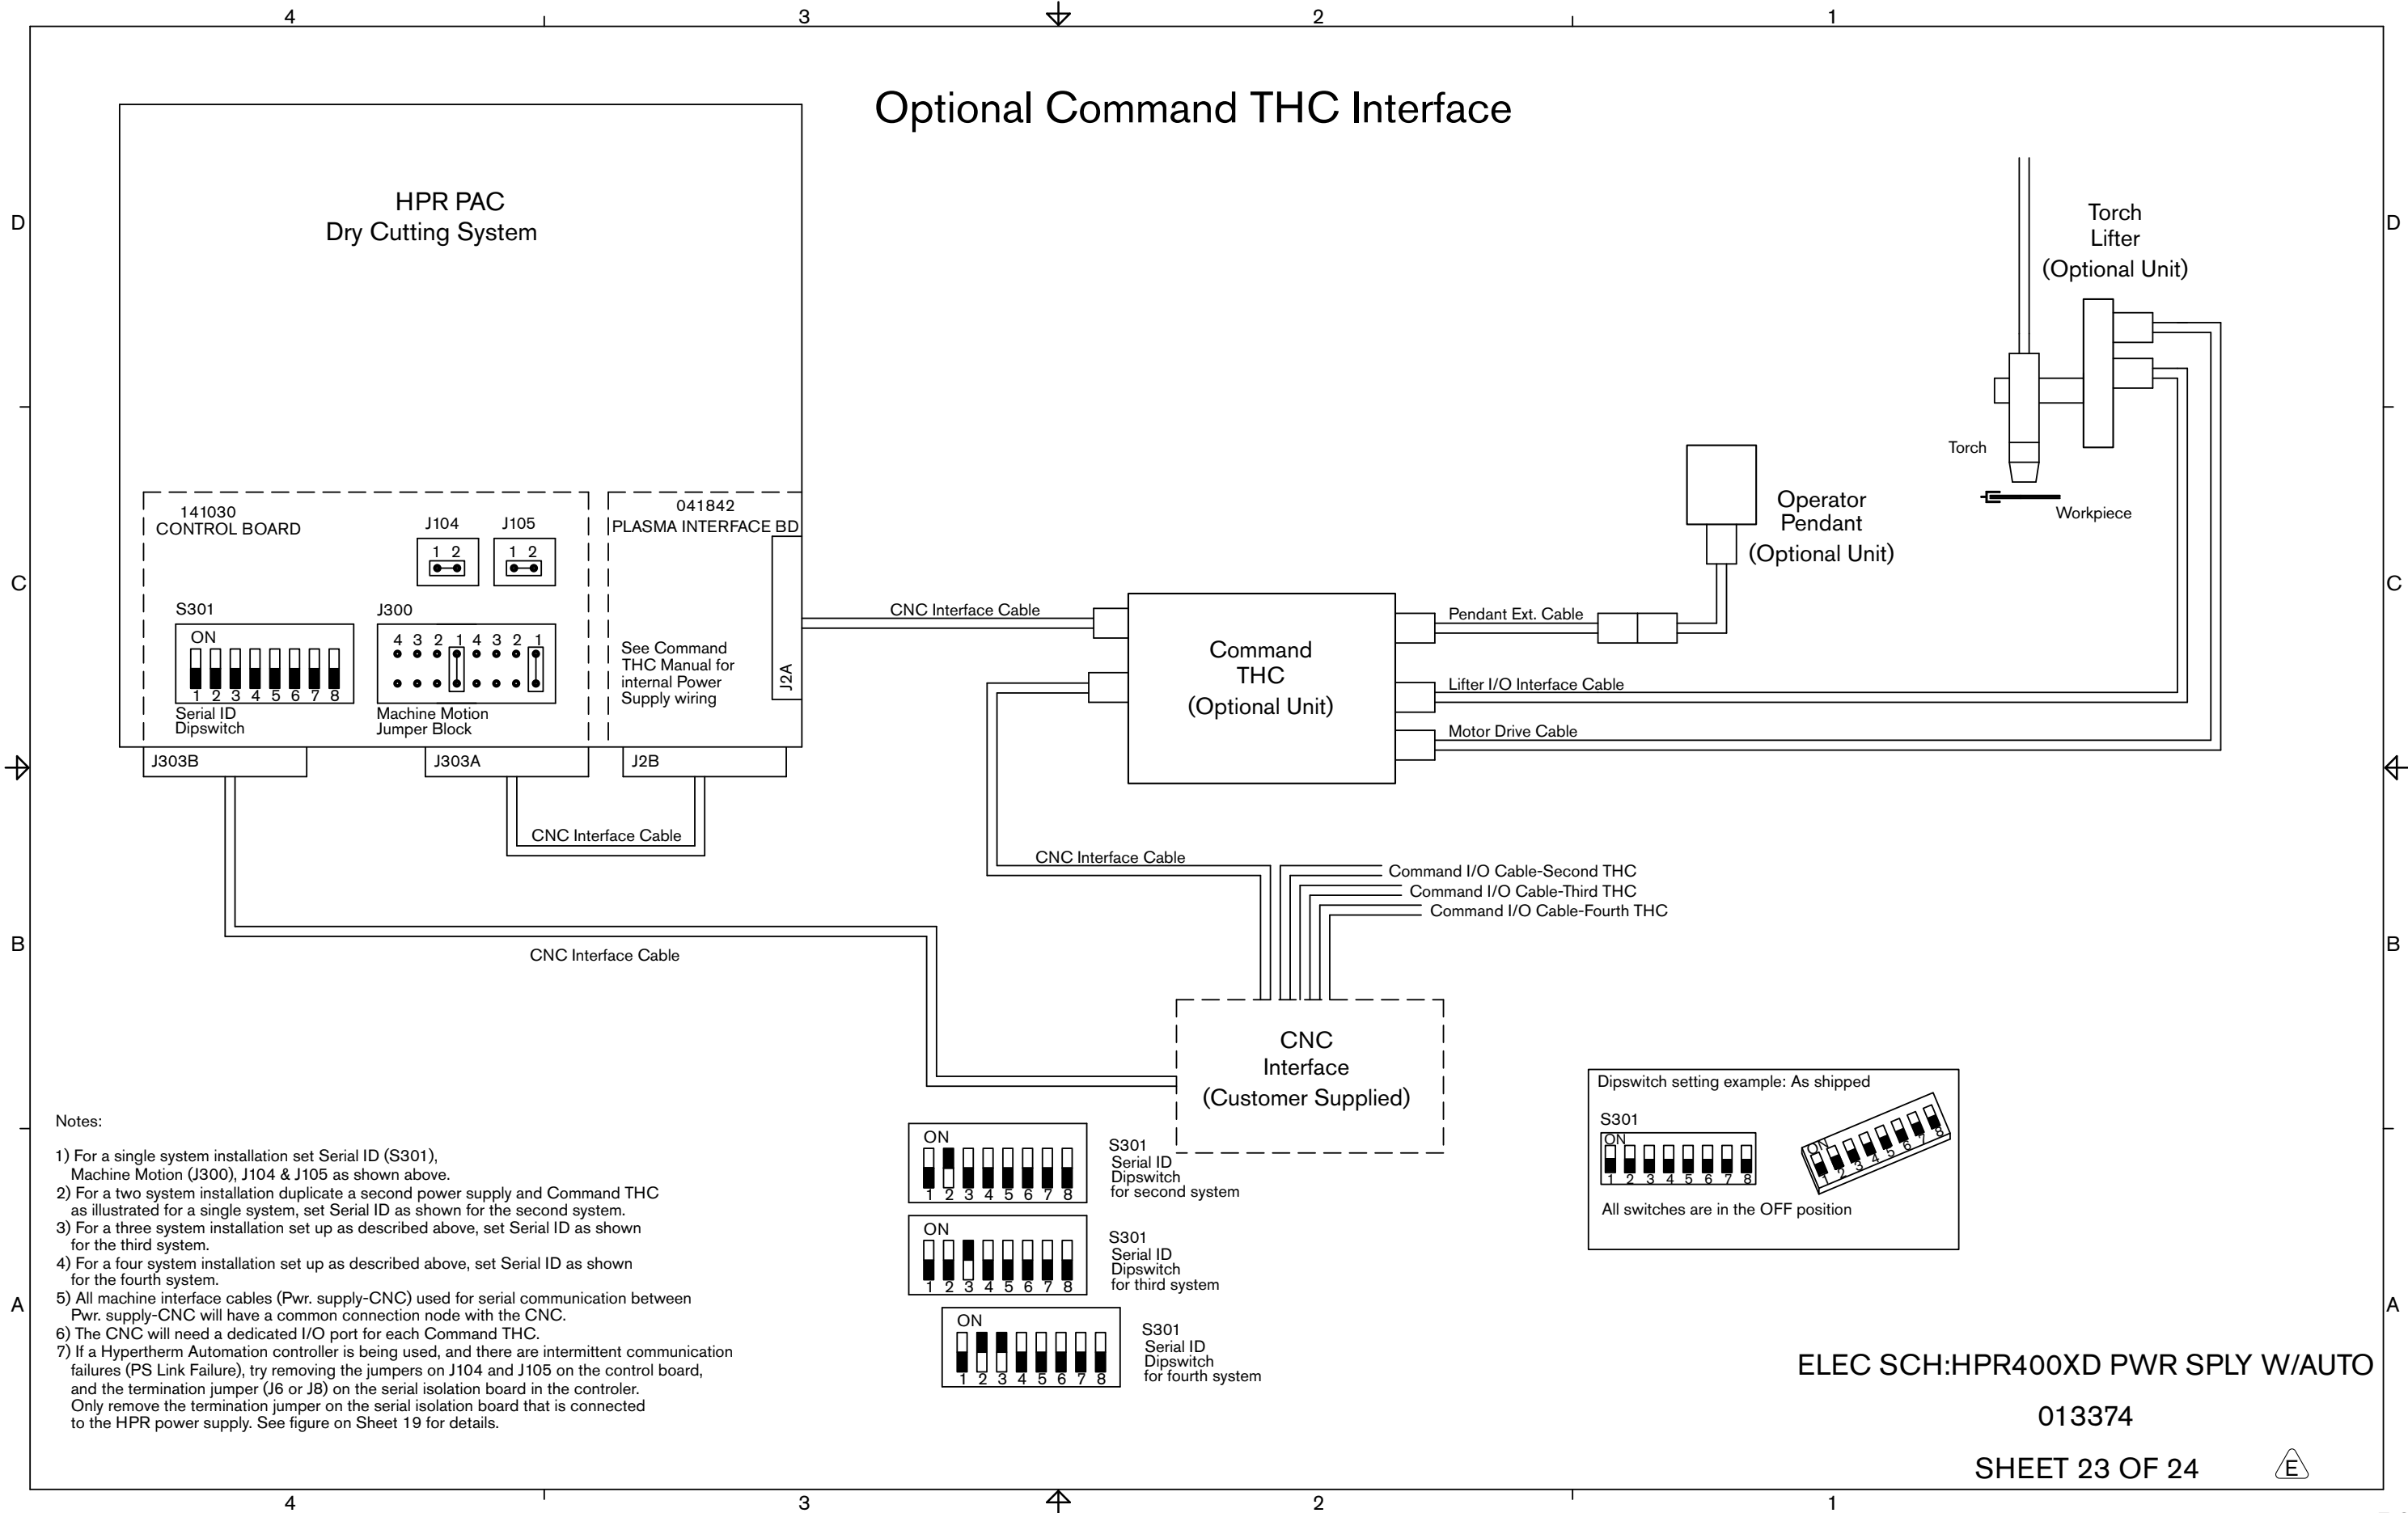 4 3 2 1
Optional Command THC Interface
HPR PAC
Dry Cutting System
D
D
Torch
Lifter
(Optional Unit)
Torch
Workpiece
Operator
Pendant
(Optional Unit)
141030
CONTROL BOARD
J104
1 2
J105
1 2
041842
PLASMA INTERFACE BD
C
C
S301
ON
1 2 3 4 5 6 7 8
Serial ID
Dipswitch
J300
4 3 2 1 4 3 2 1
Machine Motion
Jumper Block
See Command
THC Manual for
internal Power
Supply wiring
J2A
CNC Interface Cable
Command
THC
(Optional Unit)
Pendant Ext. Cable
Lifter I/O Interface Cable
Motor Drive Cable
J303B
J303A
J2B
CNC Interface Cable
CNC Interface Cable
Command I/O Cable-Second THC
Command I/O Cable-Third THC
Command I/O Cable-Fourth THC
B
B
CNC Interface Cable
CNC
Interface
(Customer Supplied)
Dipswitch setting example: As shipped
S301
ON
1 2 3 4 5 6 7 8
ON
1 2 3 4 5 6 7 8
All switches are in the OFF position
Notes:
1) For a single system installation set Serial ID (S301),
Machine Motion (J300), J104 & J105 as shown above.
2) For a two system installation duplicate a second power supply and Command THC
as illustrated for a single system, set Serial ID as shown for the second system.
3) For a three system installation set up as described above, set Serial ID as shown
for the third system.
4) For a four system installation set up as described above, set Serial ID as shown
for the fourth system.
5) All machine interface cables (Pwr. supply-CNC) used for serial communication between
Pwr. supply-CNC will have a common connection node with the CNC.
6) The CNC will need a dedicated I/O port for each Command THC.
7) If a Hypertherm Automation controller is being used, and there are intermittent communication
failures (PS Link Failure), try removing the jumpers on J104 and J105 on the control board,
and the termination jumper (J6 or J8) on the serial isolation board in the controler.
Only remove the termination jumper on the serial isolation board that is connected
to the HPR power supply. See figure on Sheet 19 for details.
ON
1 2 3 4 5 6 7 8
S301
Serial ID
Dipswitch
for second system
ON
1 2 3 4 5 6 7 8
S301
Serial ID
Dipswitch
for third system
ON
1 2 3 4 5 6 7 8
S301
Serial ID
Dipswitch
for fourth system
A
A
ELEC SCH:HPR400XD PWR SPLY W/AUTO
013374
SHEET 23 OF 24
E
4 3 2 1